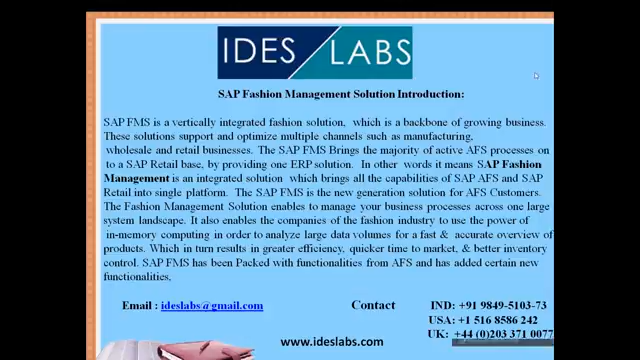 IDES LABS
SAP Fashion Management Solution Introduction:
SAP FMS is a vertically integrated fashion solution, which is a backbone of growing business.
These solutions support and optimize multiple channels such as manufacturing,
wholesale and retail businesses. The SAP FMS Brings the majority of active AFS processes on
to a SAP Retail base, by providing one ERP solution. In other words it means SAP Fashion
Management is an integrated solution which brings all the capabilities of SAP AFS and SAP
Retail into single platform. The SAP FMS is the new generation solution for AFS Customers.
The Fashion Management Solution enables to manage your business processes across one large
system landscape. It also enables the companies of the fashion industry to use the power of
in-memory computing in order to analyze large data volumes for a fast & accurate overview of
products. Which in turn results in greater efficiency, quicker time to market, & better inventory
control. SAP FMS has been Packed with functionalities from AFS and has added certain new
functionalities,
Email : ideslabs@gmail.com Contact IND: +91 9849-5103-73
USA: +1 516 8586 242
UK: +44 (0)203 371 0077
www.ideslabs.com